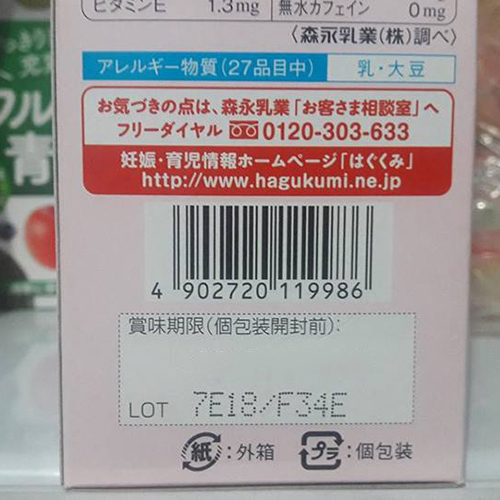 ビタミンE 1.3mg 無水カフェイン 0mg
〈森永乳業(株)調べ〉
アレルギー物質(27品目中) 乳・大豆
お気づきの点は、森永乳業「お客さま相談室」へ
フリーダイヤル 0120-303-633
妊娠・育児情報ホームページ「はぐくみ」
http://www.hagukumi.ne.jp
4 902720 119986
賞味期限(個包装開封前):
LOT 7E18/F34E
紙:外箱 プラ:個包装
フル
青